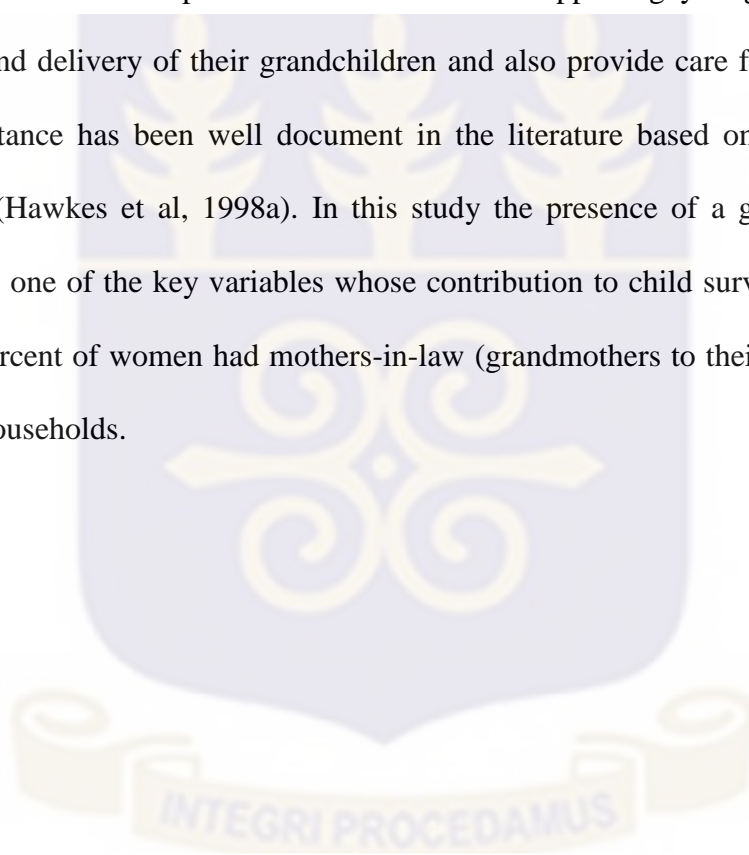 nd delivery of their grandchildren and also provide care f
tance has been well document in the literature based on
(Hawkes et al, 1998a). In this study the presence of a g
one of the key variables whose contribution to child surv
rcent of women had mothers-in-law (grandmothers to thei
ouseholds.
INTEGRI PROCEDAMUS